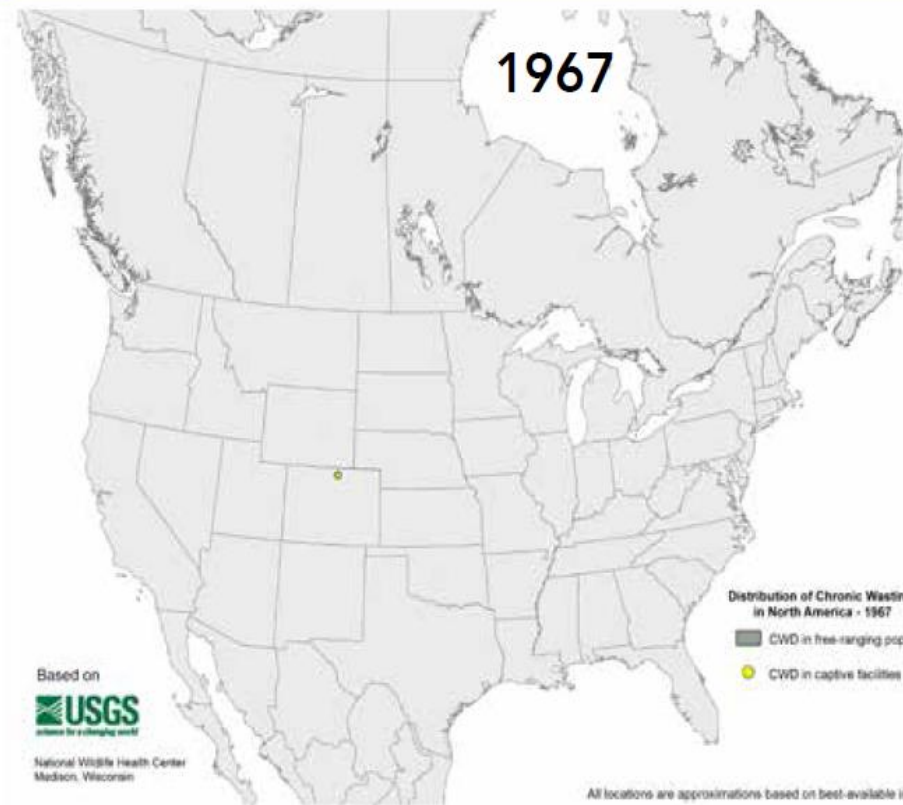 1967
Distribution of Chronic Wastin
in North America - 1967
CWD in free-ranging pop
CWD in captive facilities
Based on
USGS
science for a changing world
National Wildlife Health Center
Madison, Wisconsin
All locations are approximations based on best-available i